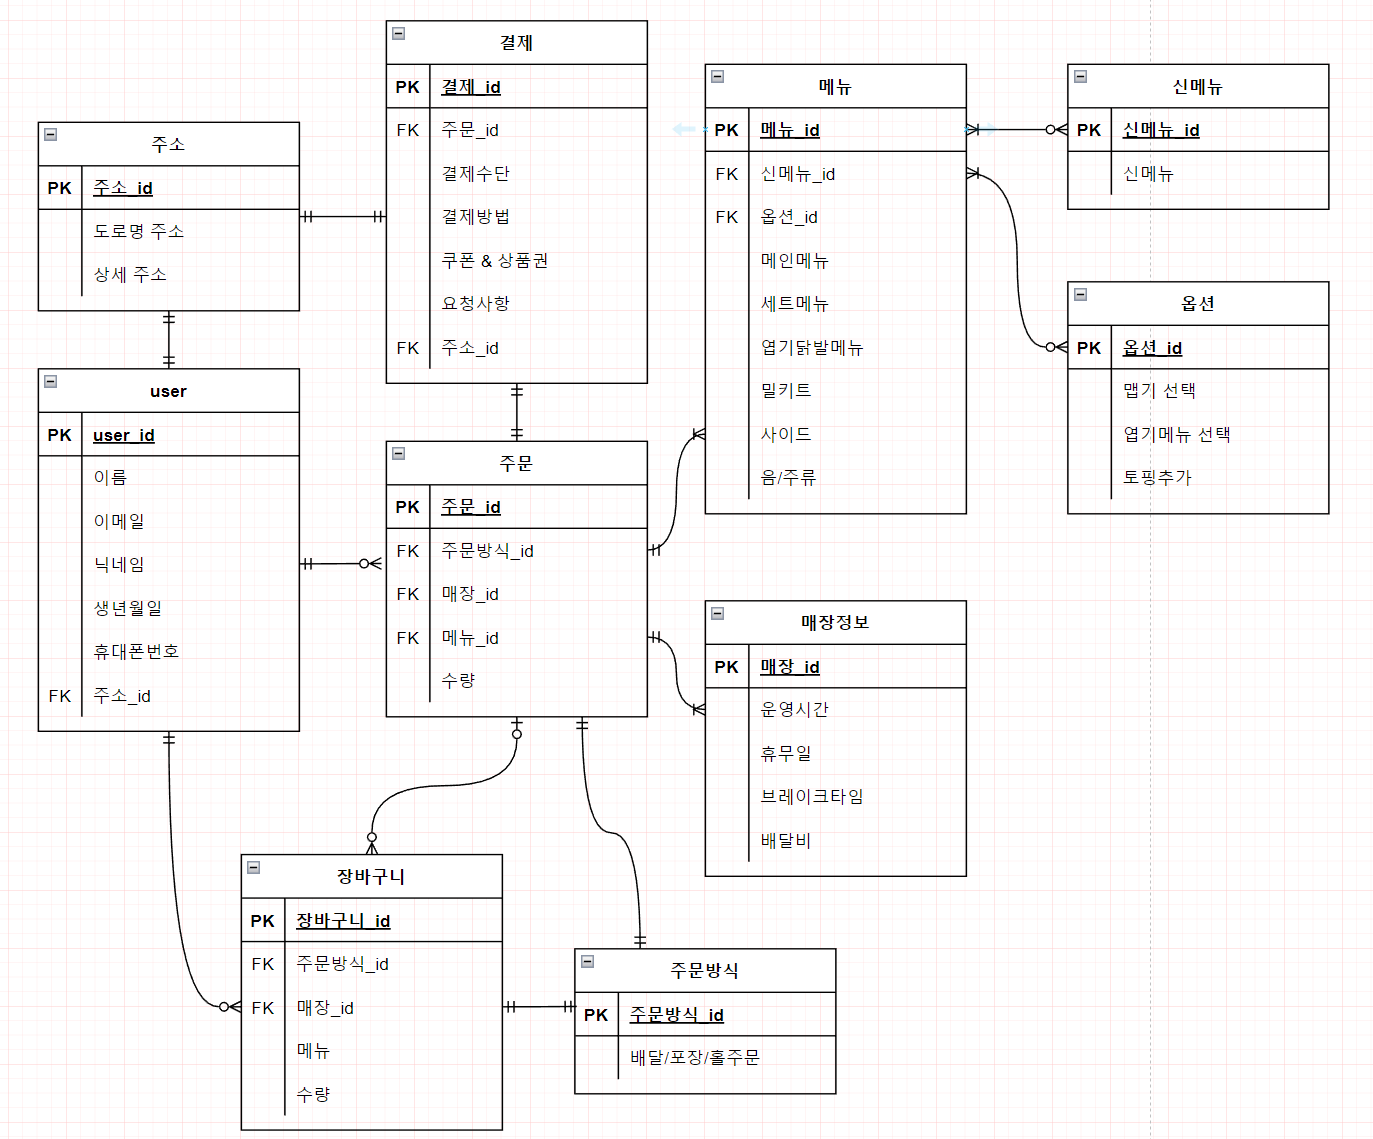 결제
PK 결제_id
FK 주문_id
결제수단
결제방법
쿠폰 & 상품권
요청사항
FK 주소_id
주소
PK 주소_id
도로명 주소
상세 주소
user
PK user_id
이름
이메일
닉네임
생년월일
휴대폰번호
FK 주소_id
주문
PK 주문_id
FK 주문방식_id
FK 매장_id
FK 메뉴_id
수량
메뉴
PK 메뉴_id
FK 신메뉴_id
FK 옵션_id
메인메뉴
세트메뉴
엽기닭발메뉴
밀키트
사이드
음/주류
신메뉴
PK 신메뉴_id
신메뉴
옵션
PK 옵션_id
맵기 선택
엽기메뉴 선택
토핑추가
매장정보
PK 매장_id
운영시간
휴무일
브레이크타임
배달비
장바구니
PK 장바구니_id
FK 주문방식_id
FK 매장_id
메뉴
수량
주문방식
PK 주문방식_id
배달/포장/홀주문